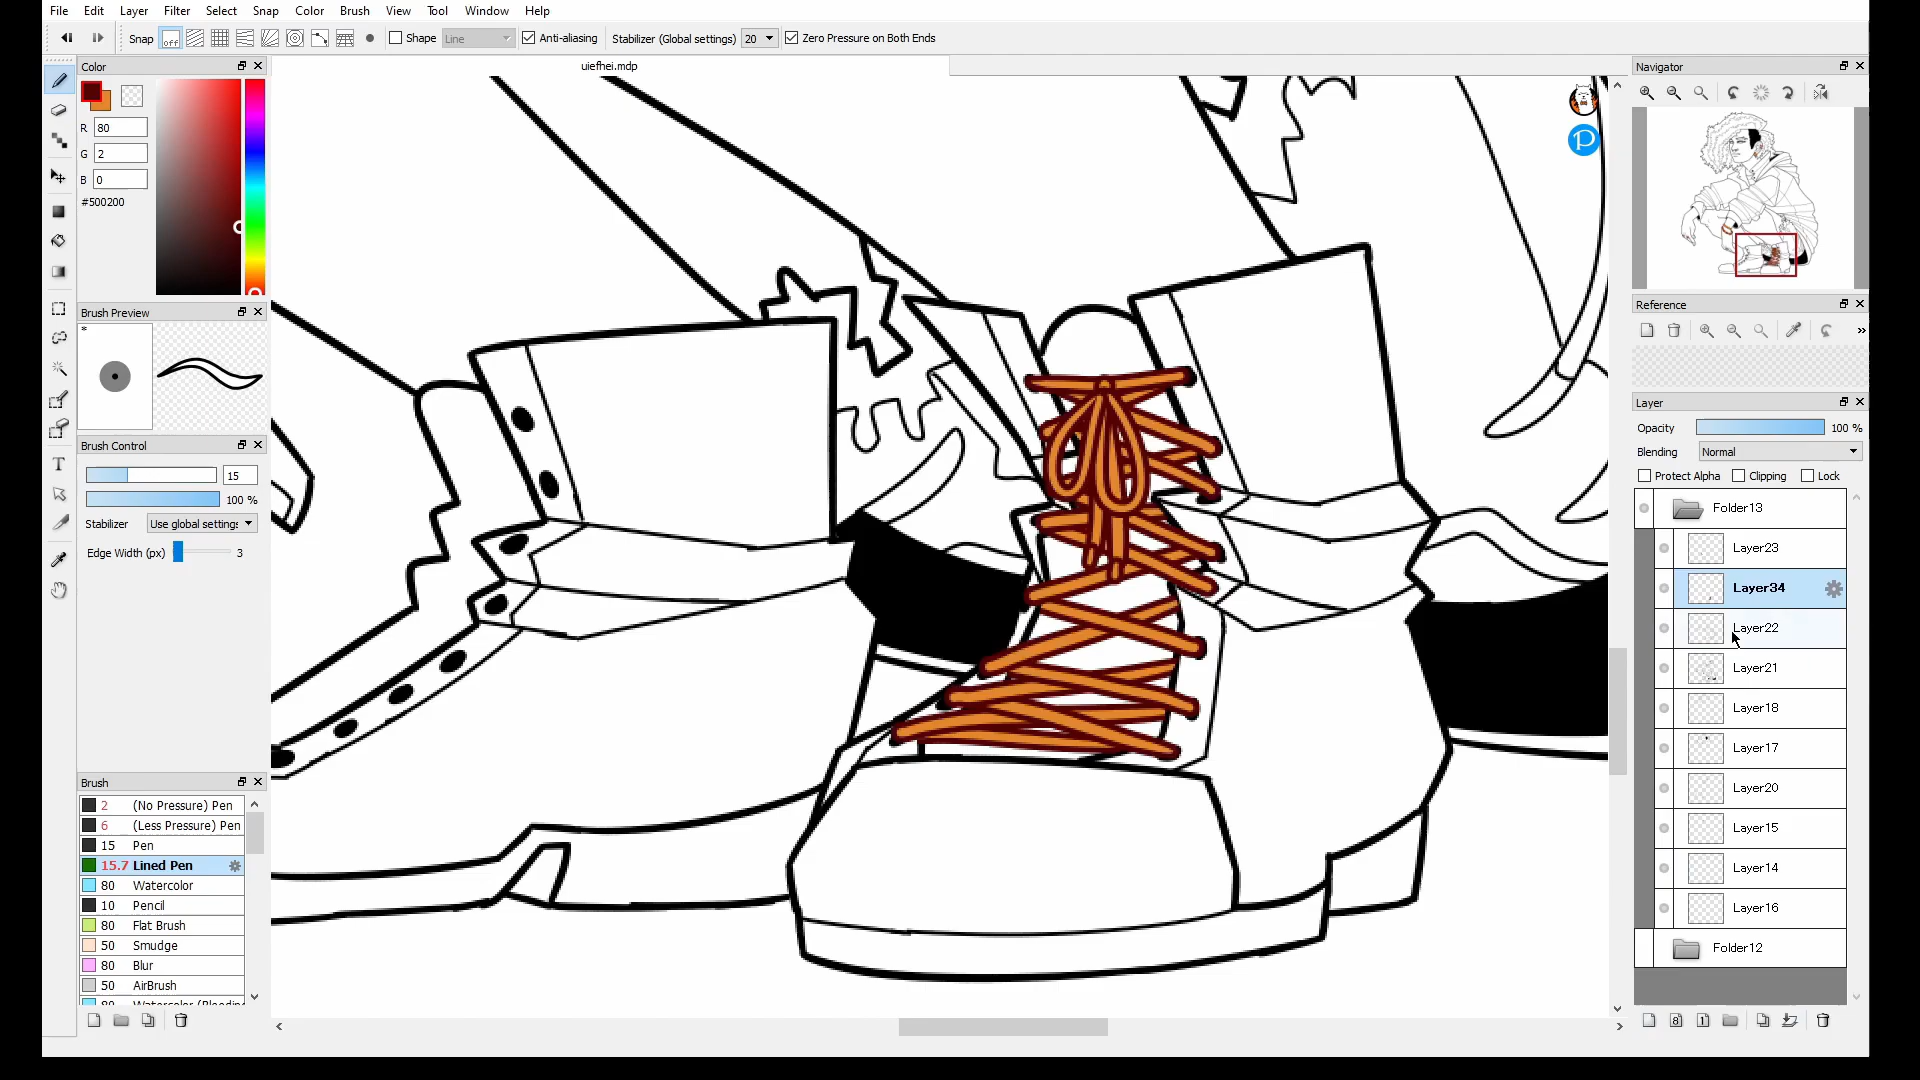 File Edit Layer Filter Select Snap Color Brush View Tool Window Help
Snap off Shape Line Anti-aliasing Stabilizer (Global settings) 20 Zero Pressure on Both Ends
Color
uiefhei.mdp
R 80
G 2
B 0
#500200
Brush Preview
*
Brush Control
15
100 %
Stabilizer Use global settings
Edge Width (px) 3
Brush
2 (No Pressure) Pen
6 (Less Pressure) Pen
15 Pen
15.7 Lined Pen
80 Watercolor
10 Pencil
80 Flat Brush
50 Smudge
80 Blur
50 AirBrush
T
P
Navigator
Reference
»
Layer
Opacity 100 %
Blending Normal
Protect Alpha Clipping Lock
Folder13
Layer23
Layer34
Layer22
Layer21
Layer18
Layer17
Layer20
Layer15
Layer14
Layer16
Folder12
8 1